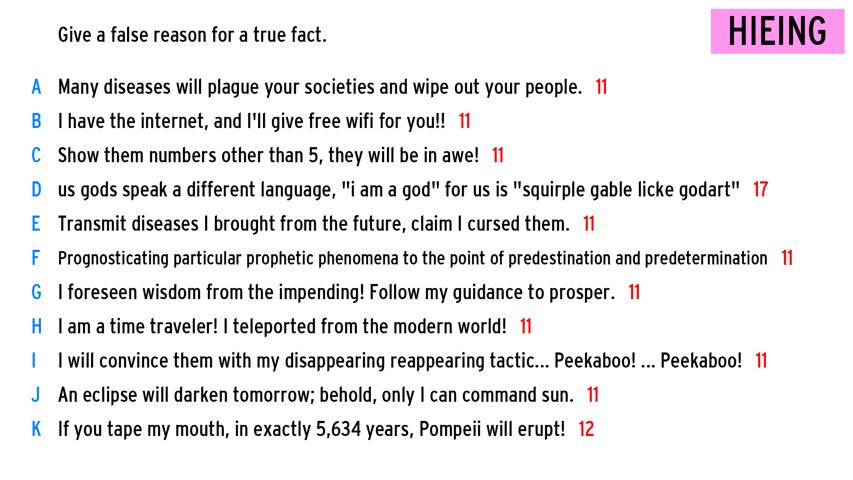 Give a false reason for a true fact.
HIEING
A Many diseases will plague your societies and wipe out your people. 11
B I have the internet, and I'll give free wifi for you!! 11
C Show them numbers other than 5, they will be in awe! 11
D us gods speak a different language, "i am a god" for us is "squirple gable licke godart" 17
E Transmit diseases I brought from the future, claim I cursed them. 11
F Prognosticating particular prophetic phenomena to the point of predestination and predetermination 11
G I foreseen wisdom from the impending! Follow my guidance to prosper. 11
H I am a time traveler! I teleported from the modern world! 11
I I will convince them with my disappearing reappearing tactic... Peekaboo! ... Peekaboo! 11
J An eclipse will darken tomorrow; behold, only I can command sun. 11
K If you tape my mouth, in exactly 5,634 years, Pompeii will erupt! 12